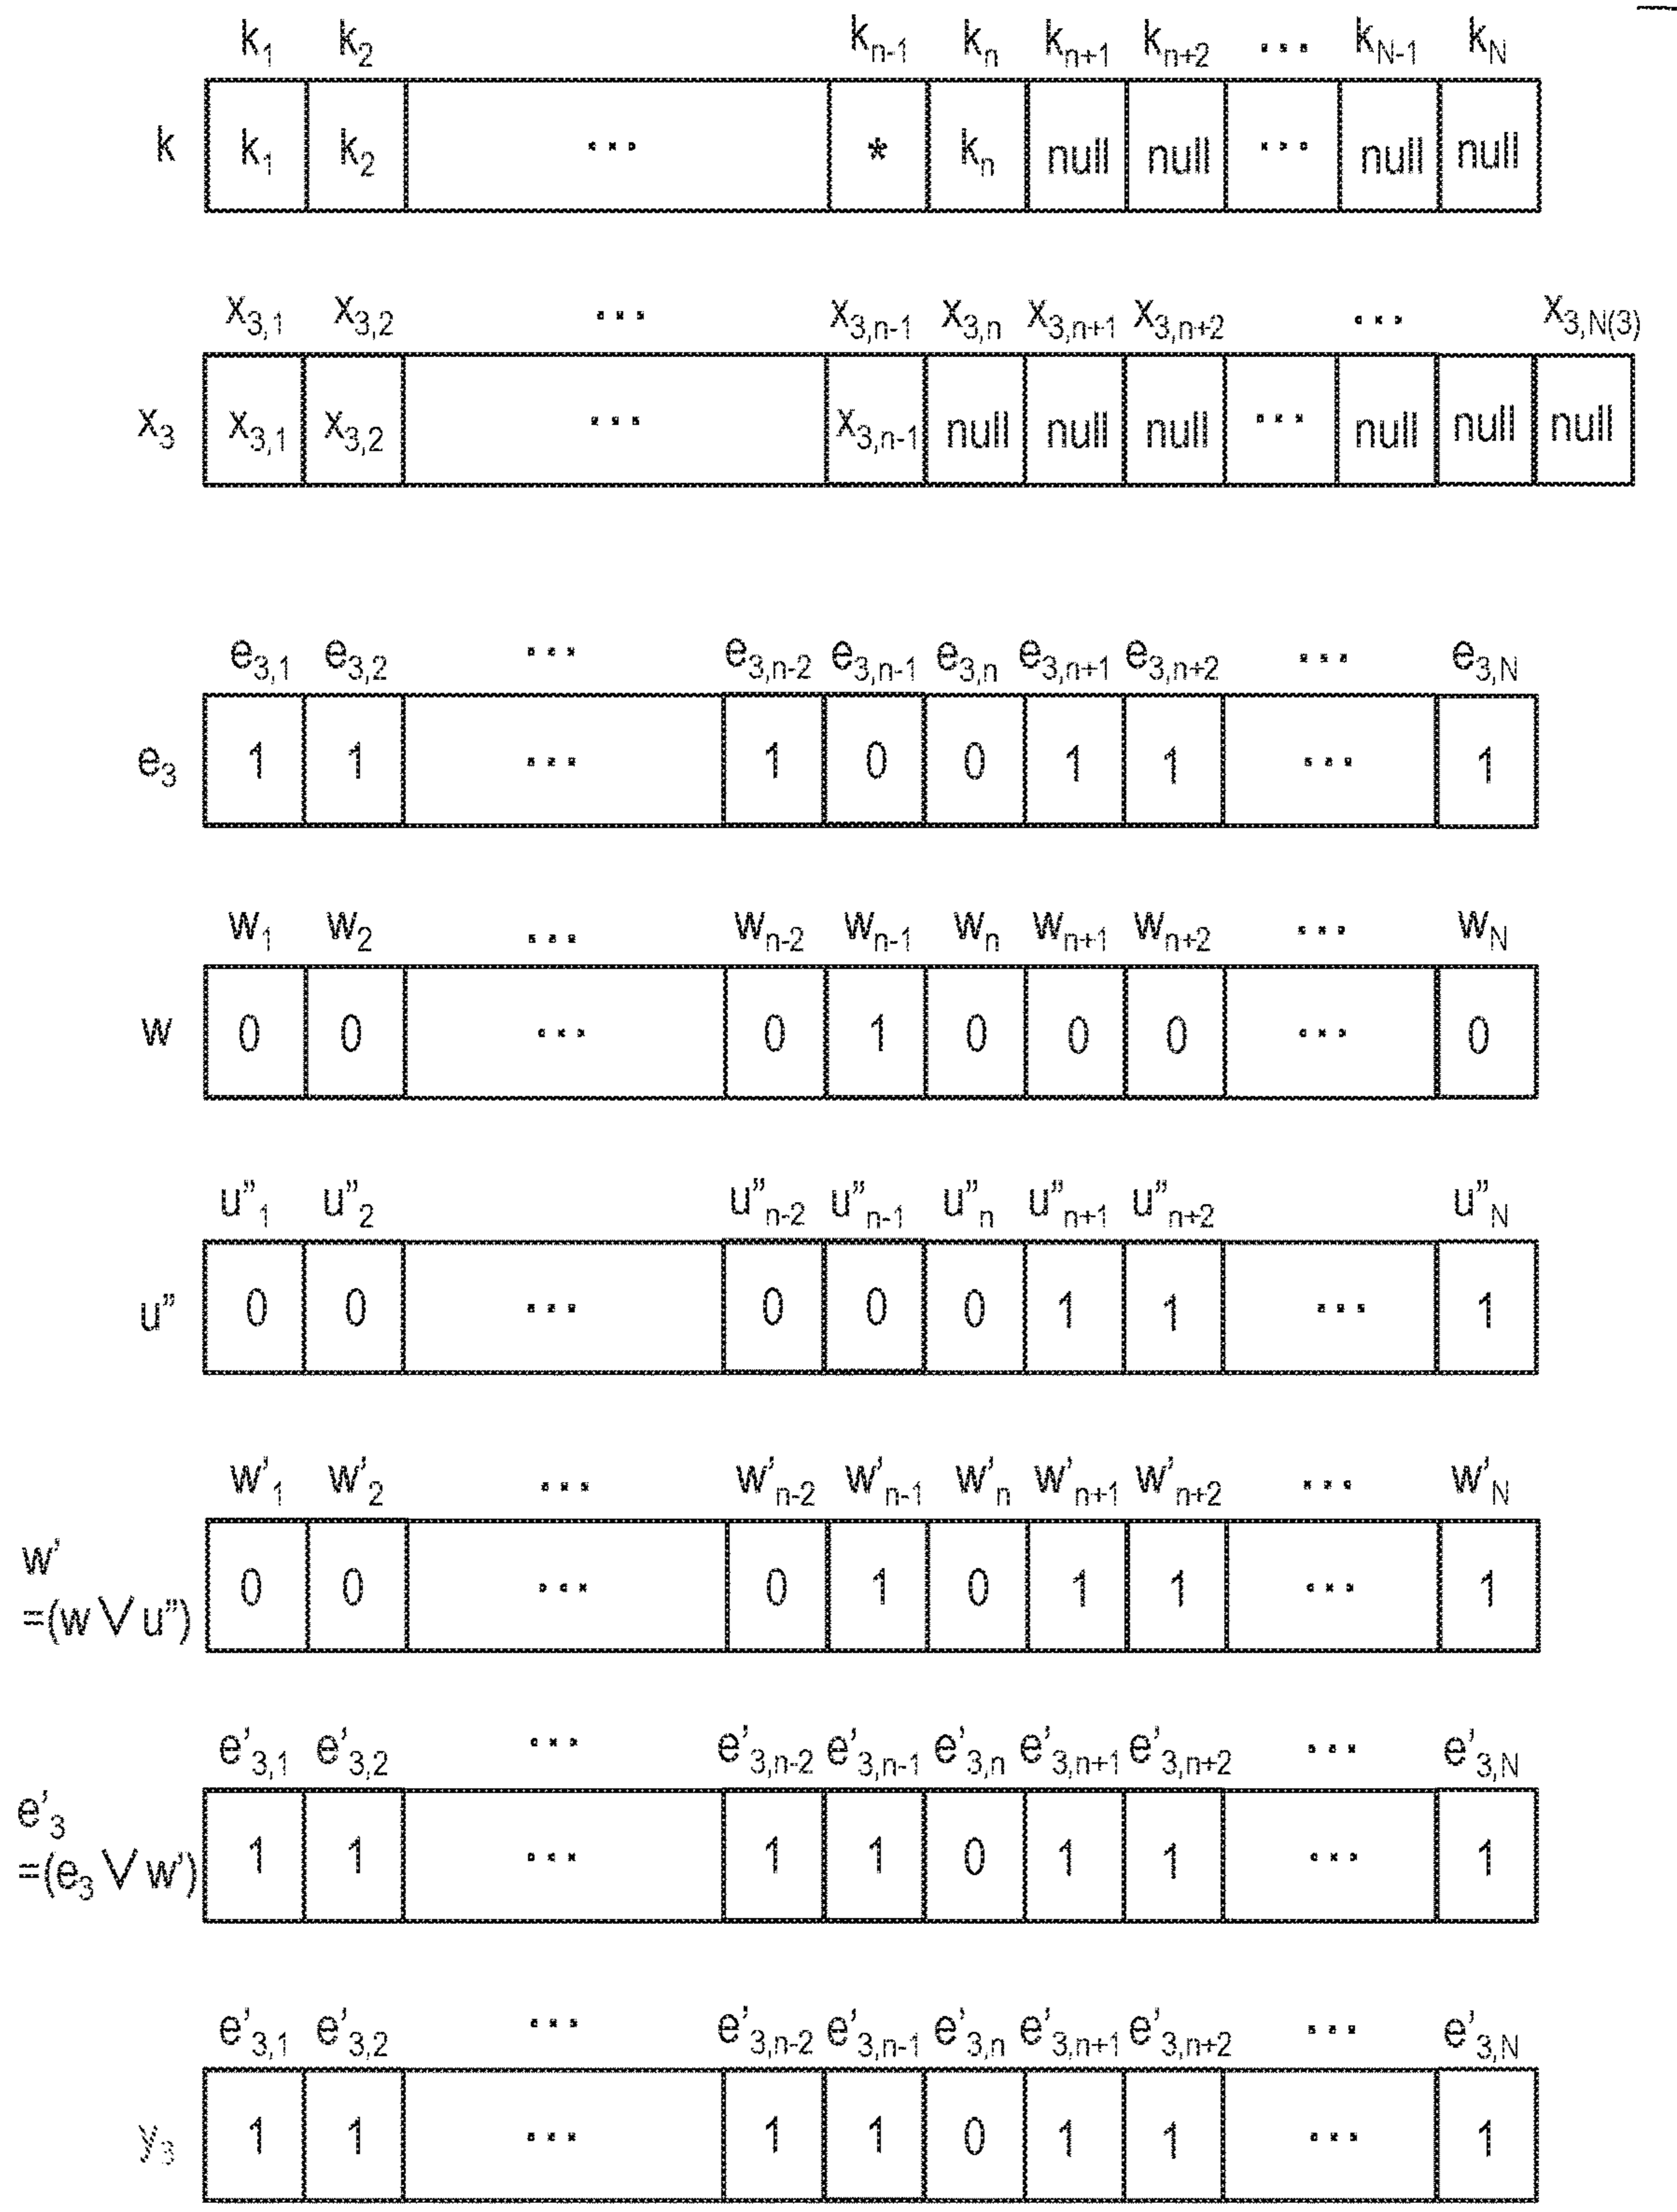 k₁ k₂ kₙ₋₁ kₙ kₙ₊₁ kₙ₊₂ ... k_N-1 k_N
k k₁ k₂ ... * kₙ null null ... null null
x₃,₁ x₃,₂ ... x₃,ₙ₋₁ x₃,ₙ x₃,ₙ₊₁ x₃,ₙ₊₂ ... x₃,N(3)
x₃ x₃,₁ x₃,₂ ... x₃,ₙ₋₁ null null null ... null null null
e₃,₁ e₃,₂ ... e₃,ₙ₋₂ e₃,ₙ₋₁ e₃,ₙ e₃,ₙ₊₁ e₃,ₙ₊₂ ... e₃,N
e₃ 1 1 ... 1 0 0 1 1 ... 1
w₁ w₂ ... wₙ₋₂ wₙ₋₁ wₙ wₙ₊₁ wₙ₊₂ ... w_N
w 0 0 ... 0 1 0 0 0 ... 0
u”₁ u”₂ u”ₙ₋₂ u”ₙ₋₁ u”ₙ u”ₙ₊₁ u”ₙ₊₂ u”_N
u” 0 0 ... 0 0 0 1 1 ... 1
w’₁ w’₂ ... w’ₙ₋₂ w’ₙ₋₁ w’ₙ w’ₙ₊₁ w’ₙ₊₂ ... w’_N
w’
=(w∨u”) 0 0 ... 0 1 0 1 1 ... 1
e’₃,₁ e’₃,₂ ... e’₃,ₙ₋₂ e’₃,ₙ₋₁ e’₃,ₙ e’₃,ₙ₊₁ e’₃,ₙ₊₂ ... e’₃,N
e’₃
=(e₃∨w’) 1 1 ... 1 1 0 1 1 ... 1
e’₃,₁ e’₃,₂ ... e’₃,ₙ₋₂ e’₃,ₙ₋₁ e’₃,ₙ e’₃,ₙ₊₁ e’₃,ₙ₊₂ ... e’₃,N
y₃ 1 1 ... 1 1 0 1 1 ... 1